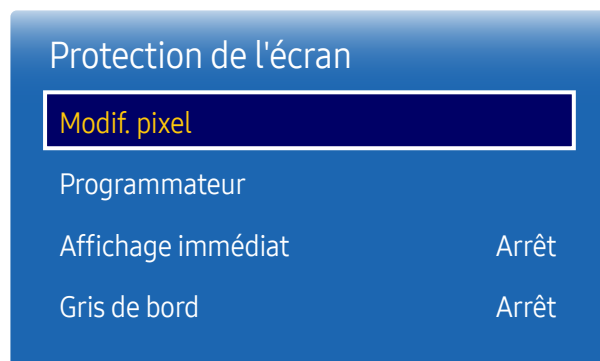 Protection de l'écran
Modif. pixel
Programmateur
Affichage immédiat Arrêt
Gris de bord Arrêt